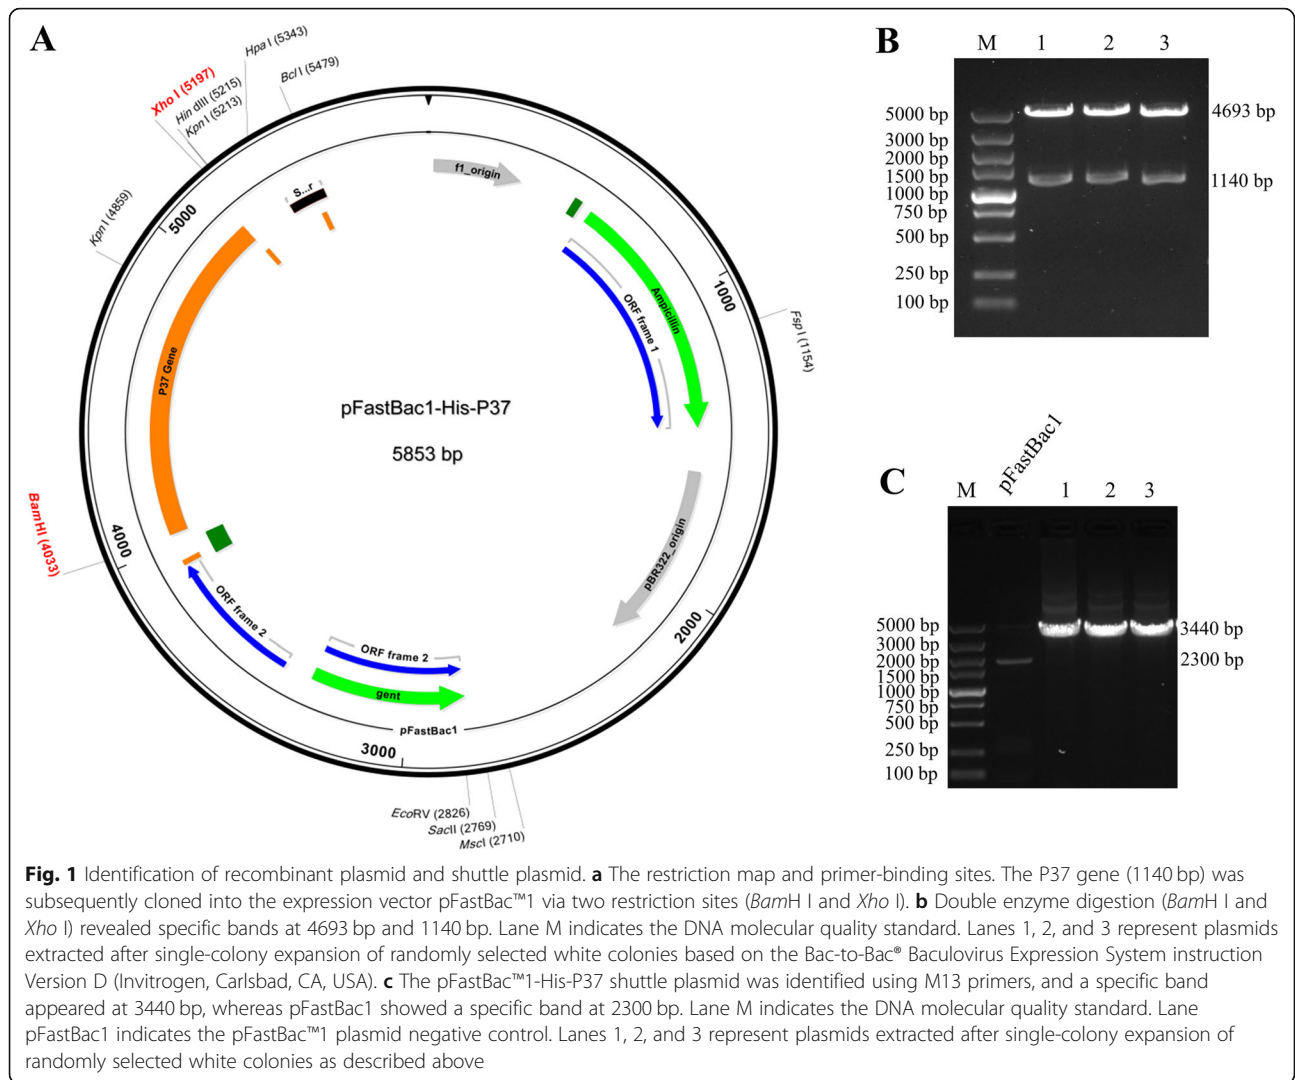 A
Hpa I (5343)
Bcl I (5479)
Xho I (5197)
Hin dIII (5215)
Kpn I (5213)
Kpn I (4859)
5000
S...r
f1_origin
Ampicillin
ORF frame 1
1000
Fsp I (1154)
P37 Gene
pFastBac1-His-P37
5853 bp
BamHI (4033)
4000
ORF frame 2
ORF frame 2
gent
pBR322_origin
2000
pFastBac1
3000
EcoRV (2826)
SacII (2769)
MscI (2710)
B
M 1 2 3
5000 bp
3000 bp
2000 bp
1500 bp
1000 bp
750 bp
500 bp
250 bp
100 bp
4693 bp
1140 bp
C
M pFastBac1 1 2 3
5000 bp
3000 bp
2000 bp
1500 bp
1000 bp
750 bp
500 bp
250 bp
100 bp
3440 bp
2300 bp
Fig. 1 Identification of recombinant plasmid and shuttle plasmid. a The restriction map and primer-binding sites. The P37 gene (1140 bp) was
subsequently cloned into the expression vector pFastBac™1 via two restriction sites (BamH I and Xho I). b Double enzyme digestion (BamH I and
Xho I) revealed specific bands at 4693 bp and 1140 bp. Lane M indicates the DNA molecular quality standard. Lanes 1, 2, and 3 represent plasmids
extracted after single-colony expansion of randomly selected white colonies based on the Bac-to-Bac® Baculovirus Expression System instruction
Version D (Invitrogen, Carlsbad, CA, USA). c The pFastBac™1-His-P37 shuttle plasmid was identified using M13 primers, and a specific band
appeared at 3440 bp, whereas pFastBac1 showed a specific band at 2300 bp. Lane M indicates the DNA molecular quality standard. Lane
pFastBac1 indicates the pFastBac™1 plasmid negative control. Lanes 1, 2, and 3 represent plasmids extracted after single-colony expansion of
randomly selected white colonies as described above